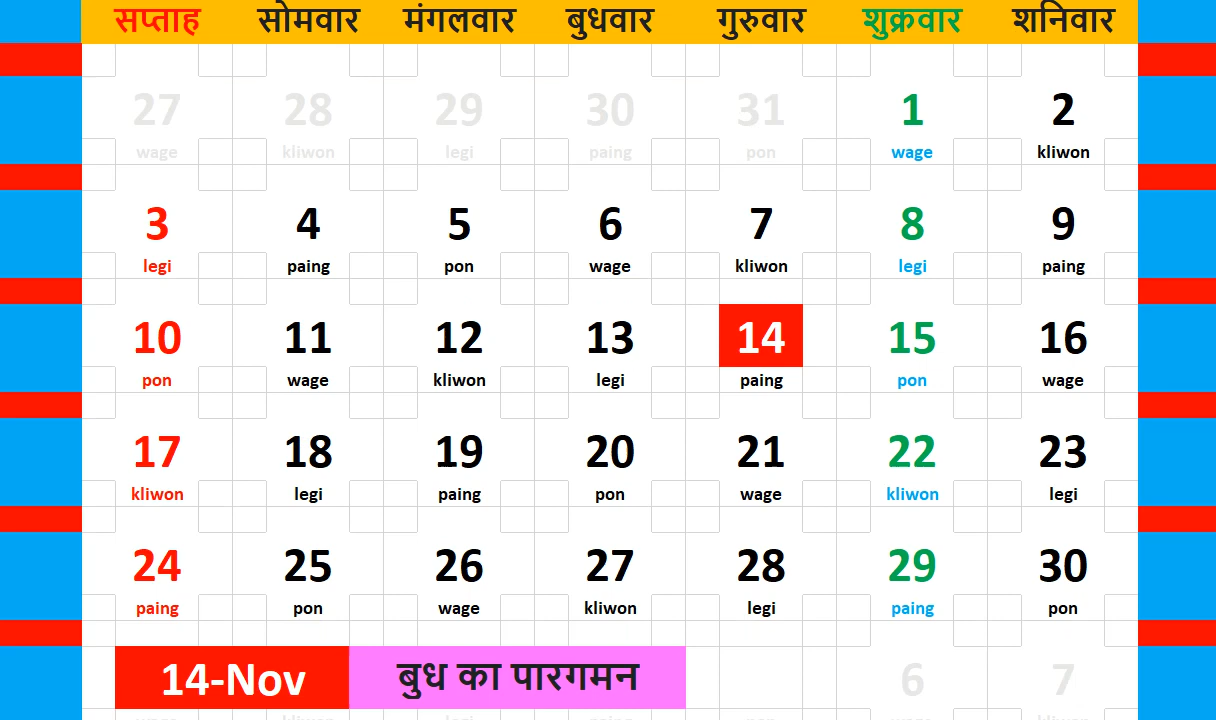 सप्ताह सोमवार मंगलवार बुधवार गुरुवार शुक्रवार शनिवार
27 28 29 30 31 1 2
wage kliwon legi paing pon wage kliwon
3 4 5 6 7 8 9
legi paing pon wage kliwon legi paing
10 11 12 13 14 15 16
pon wage kliwon legi paing pon wage
17 18 19 20 21 22 23
kliwon legi paing pon wage kliwon legi
24 25 26 27 28 29 30
paing pon wage kliwon legi paing pon
14-Nov बुध का पारगमन 6 7